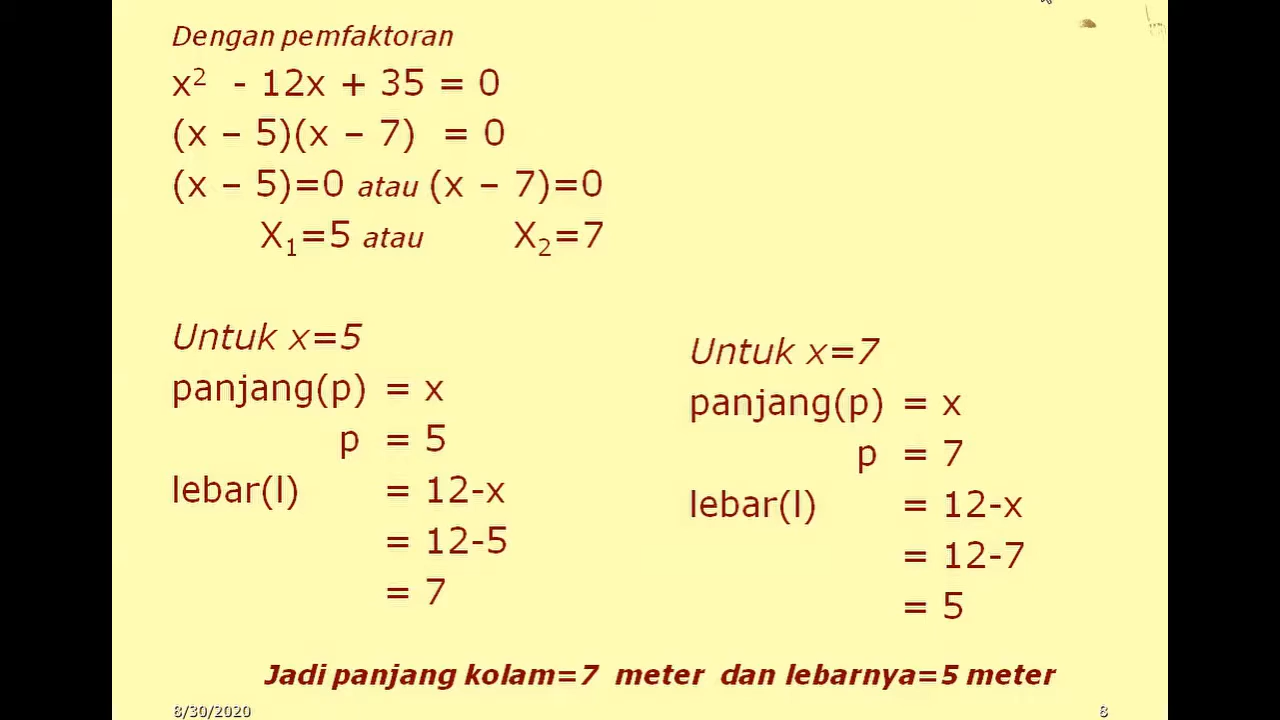 Dengan pemfaktoran
x² - 12x + 35 = 0
(x – 5)(x – 7) = 0
(x – 5)=0 atau (x – 7)=0
X₁=5 atau X₂=7
Untuk x=5
panjang(p) = x
p = 5
lebar(l) = 12-x
= 12-5
= 7
Untuk x=7
panjang(p) = x
p = 7
lebar(l) = 12-x
= 12-7
= 5
Jadi panjang kolam=7 meter dan lebarnya=5 meter
8/30/2020
8